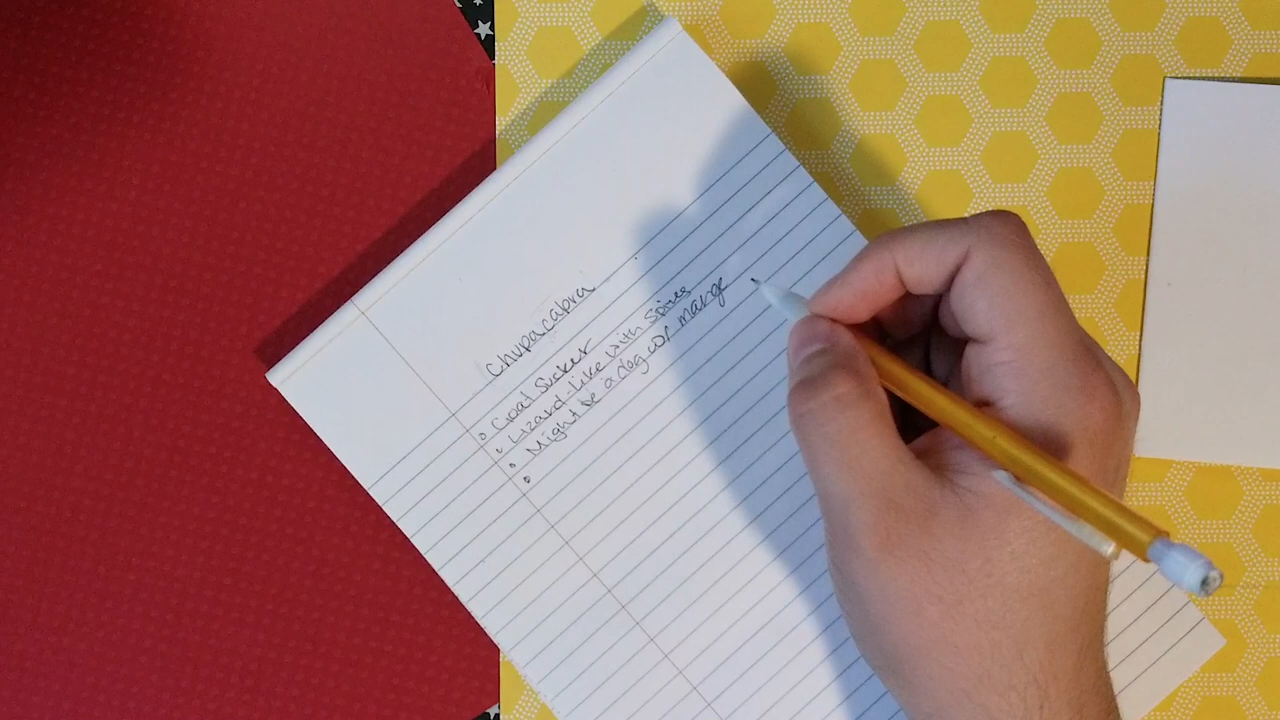 Chupacabra
• Goat sucker
• Lizard-like with spines
• Might be a dog w/ mange
•